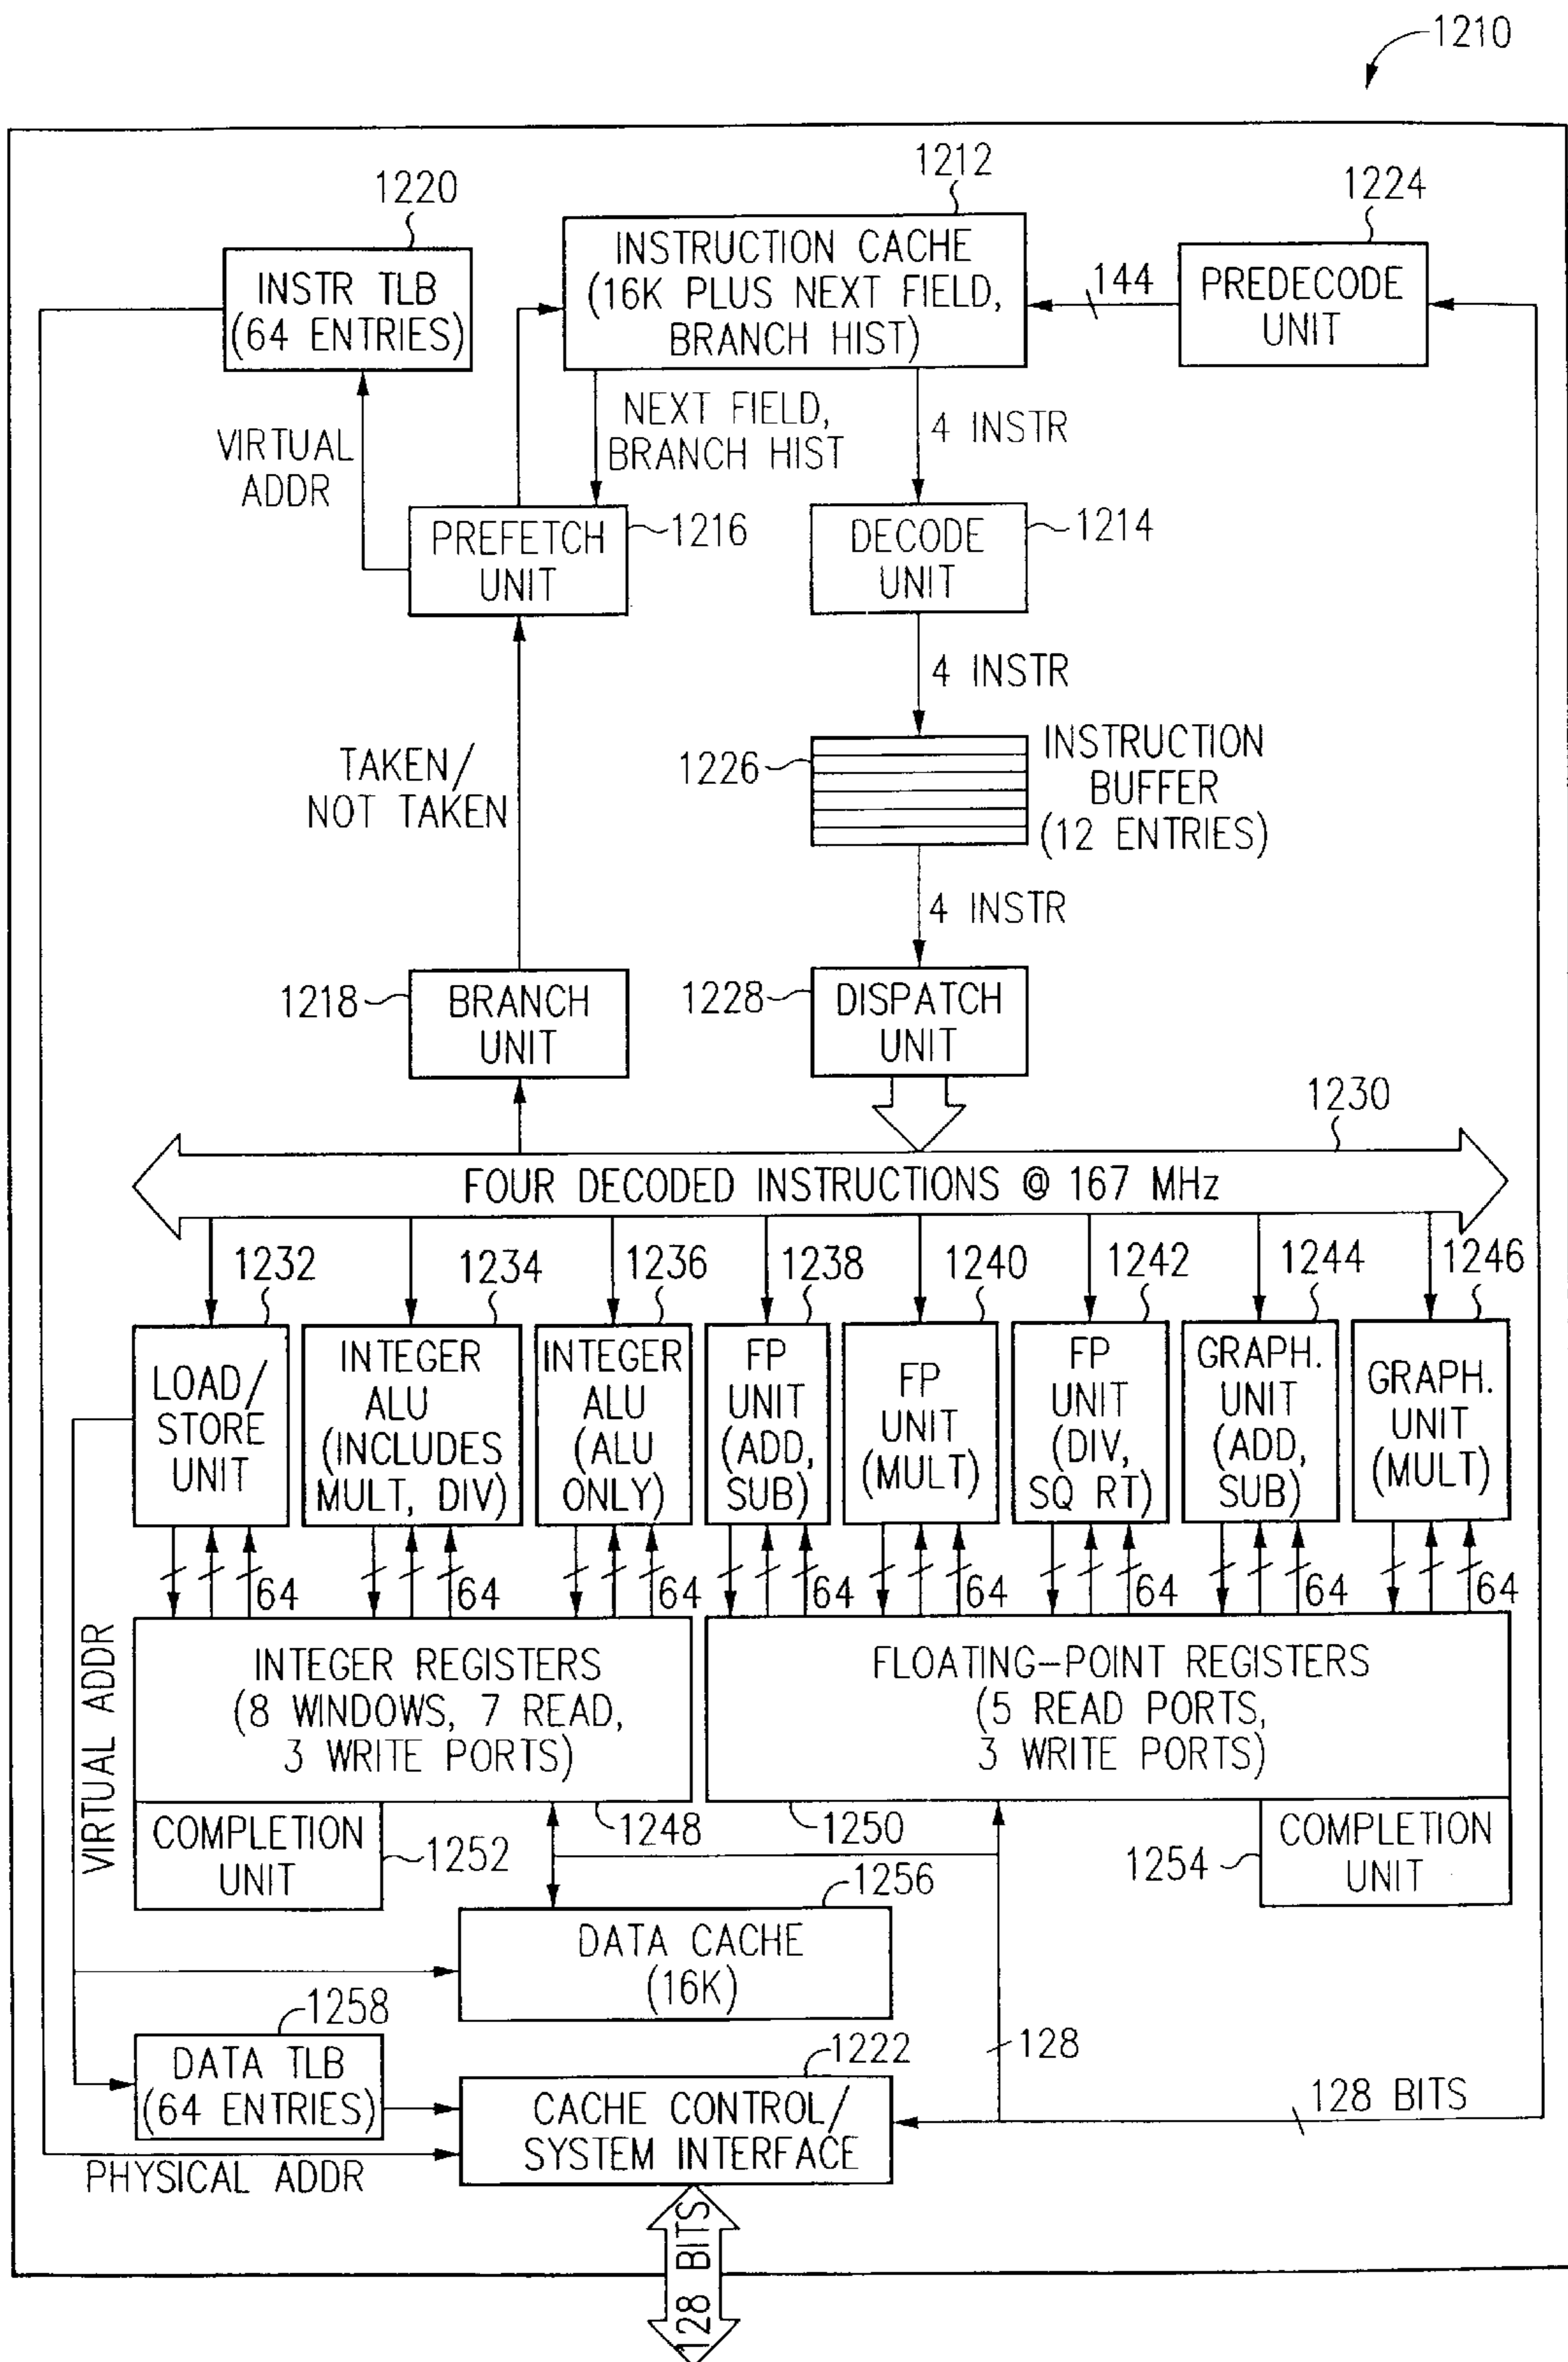 1210
1220
1212
1224
INSTR TLB
(64 ENTRIES)
INSTRUCTION CACHE
(16K PLUS NEXT FIELD,
BRANCH HIST)
144
PREDECODE
UNIT
VIRTUAL
ADDR
NEXT FIELD,
BRANCH HIST
4 INSTR
PREFETCH
UNIT
1216
DECODE
UNIT
1214
4 INSTR
TAKEN/
NOT TAKEN
1226
INSTRUCTION
BUFFER
(12 ENTRIES)
4 INSTR
1218
BRANCH
UNIT
1228
DISPATCH
UNIT
1230
FOUR DECODED INSTRUCTIONS @ 167 MHz
1232
1234
1236
1238
1240
1242
1244
1246
LOAD/
STORE
UNIT
INTEGER
ALU
(INCLUDES
MULT, DIV)
INTEGER
ALU
(ALU
ONLY)
FP
UNIT
(ADD,
SUB)
FP
UNIT
(MULT)
FP
UNIT
(DIV,
SQ RT)
GRAPH.
UNIT
(ADD,
SUB)
GRAPH.
UNIT
(MULT)
64
64
64
64
64
64
64
64
VIRTUAL ADDR
INTEGER REGISTERS
(8 WINDOWS, 7 READ,
3 WRITE PORTS)
FLOATING-POINT REGISTERS
(5 READ PORTS,
3 WRITE PORTS)
COMPLETION
UNIT
1252
1248
1250
1254
COMPLETION
UNIT
1256
DATA CACHE
(16K)
1258
DATA TLB
(64 ENTRIES)
1222
128
CACHE CONTROL/
SYSTEM INTERFACE
128 BITS
PHYSICAL ADDR
128 BITS